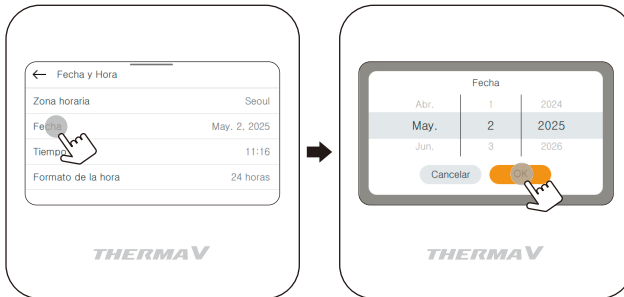 ← Fecha y Hora
Zona horaria Seoul
Fecha May. 2, 2025
Tiempo 11:16
Formato de la hora 24 horas
THERMA V
Fecha
Abr. 1 2024
May. 2 2025
Jun. 3 2026
Cancelar OK
THERMA V